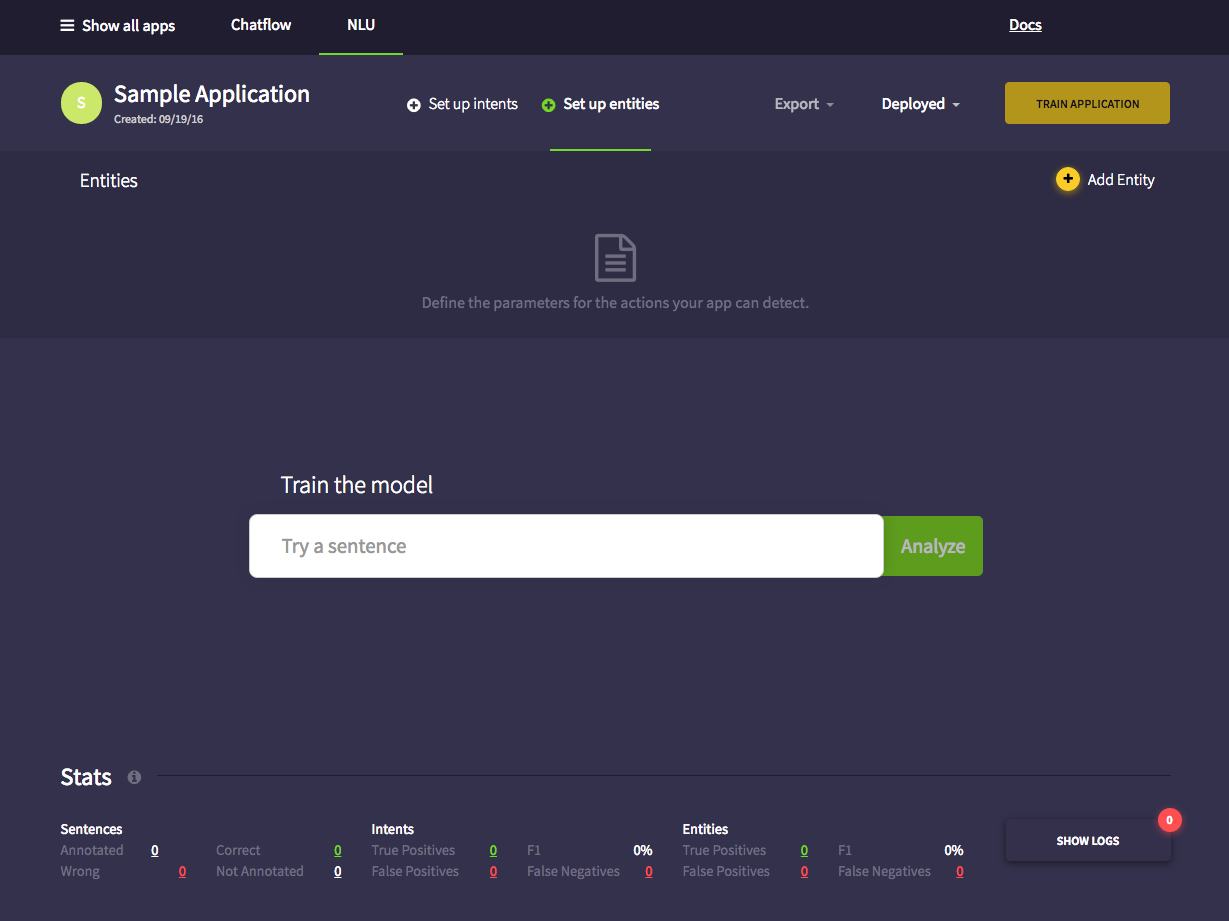 Show all apps Chatflow NLU Docs
S Sample Application
Created: 09/19/16
Set up intents Set up entities Export Deployed TRAIN APPLICATION
Entities Add Entity
Define the parameters for the actions your app can detect.
Train the model
Try a sentence Analyze
Stats
Sentences Intents Entities
Annotated 0 Correct 0 True Positives 0 F1 0% True Positives 0 F1 0%
Wrong 0 Not Annotated 0 False Positives 0 False Negatives 0 False Positives 0 False Negatives 0
0
SHOW LOGS